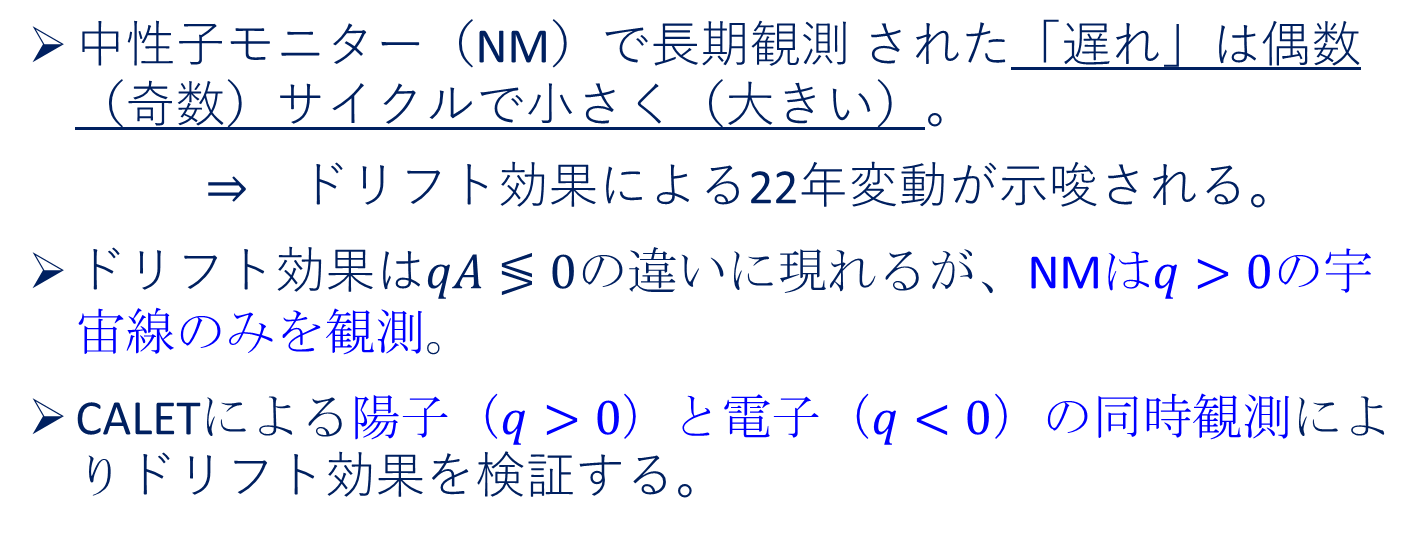 ➤ 中性子モニター（NM）で長期観測 された「遅れ」は偶数
（奇数）サイクルで小さく（大きい）。
⇒ ドリフト効果による22年変動が示唆される。
➤ ドリフト効果は𝑞𝐴 ≶ 0の違いに現れるが、NMは𝑞 > 0の宇
宙線のみを観測。
➤ CALETによる陽子（𝑞 > 0）と電子（𝑞 < 0）の同時観測によ
りドリフト効果を検証する。